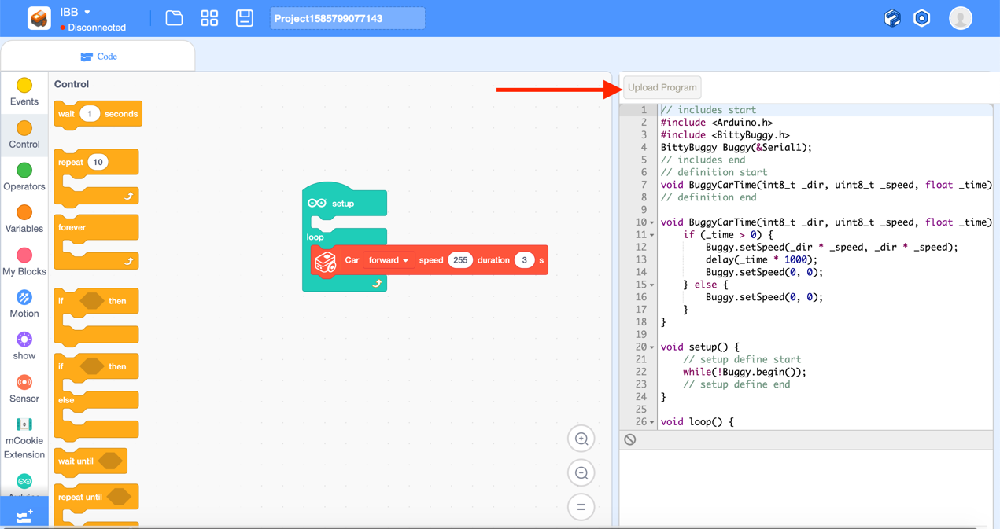 IBB
Disconnected
Project1585799077143
Code
Events
Control
Operators
Variables
My Blocks
Motion
show
Sensor
mCookie
Extension
Control
wait 1 seconds
repeat 10
forever
if then
if then
else
wait until
repeat until
setup
loop
Car forward speed 255 duration 3 s
Upload Program
1 // includes start
2 #include <Arduino.h>
3 #include <BittyBuggy.h>
4 BittyBuggy Buggy(&Serial1);
5 // includes end
6 // definition start
7 void BuggyCarTime(int8_t _dir, uint8_t _speed, float _time)
8 // definition end
9
10 void BuggyCarTime(int8_t _dir, uint8_t _speed, float _time)
11 if (_time > 0) {
12 Buggy.setSpeed(_dir * _speed, _dir * _speed);
13 delay(_time * 1000);
14 Buggy.setSpeed(0, 0);
15 } else {
16 Buggy.setSpeed(0, 0);
17 }
18 }
19
20 void setup() {
21 // setup define start
22 while(!Buggy.begin());
23 // setup define end
24 }
25
26 void loop() {